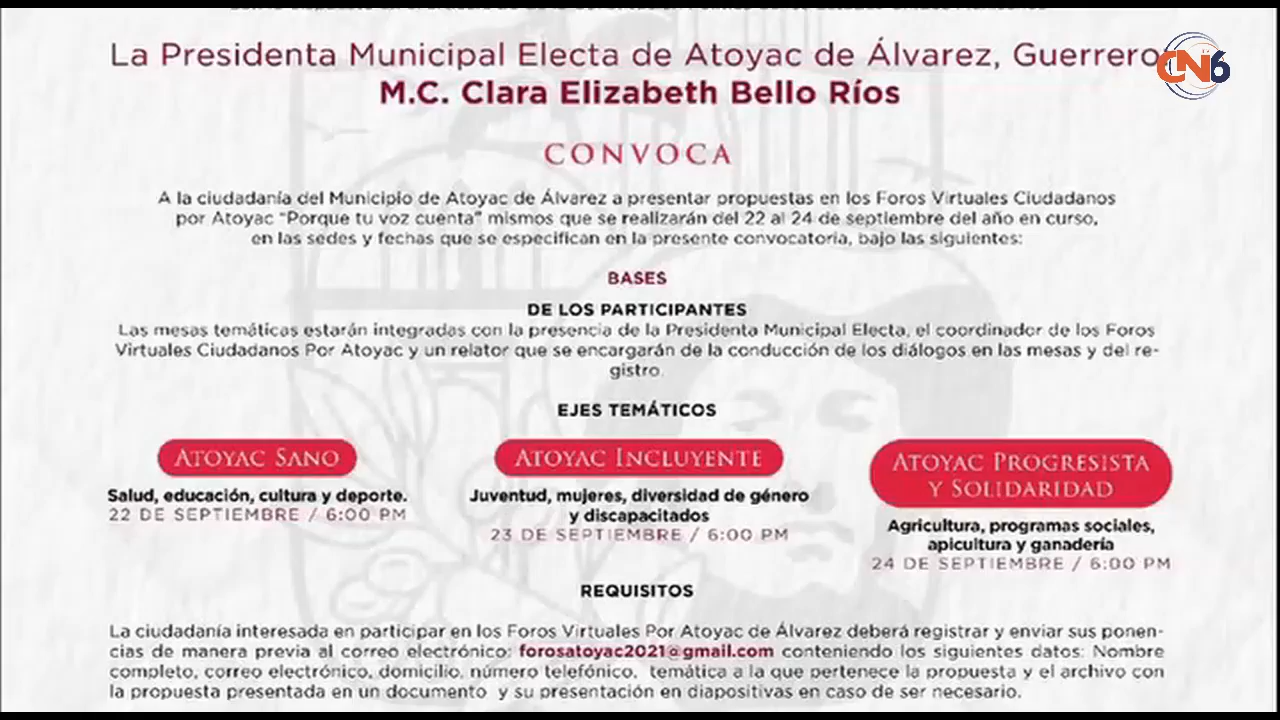 La Presidenta Municipal Electa de Atoyac de Álvarez, Guerrero
CN6
M.C. Clara Elizabeth Bello Ríos
CONVOCA
A la ciudadanía del Municipio de Atoyac de Álvarez a presentar propuestas en los Foros Virtuales Ciudadanos
por Atoyac "Porque tu voz cuenta" mismos que se realizarán del 22 al 24 de septiembre del año en curso,
en las sedes y fechas que se especifican en la presente convocatoria, bajo las siguientes:
BASES
DE LOS PARTICIPANTES
Las mesas temáticas estarán integradas con la presencia de la Presidenta Municipal Electa, el coordinador de los Foros
Virtuales Ciudadanos Por Atoyac y un relator que se encargarán de la conducción de los diálogos en las mesas y del re-
gistro.
EJES TEMÁTICOS
ATOYAC SANO
Salud, educación, cultura y deporte.
22 DE SEPTIEMBRE / 6:00 PM
ATOYAC INCLUYENTE
Juventud, mujeres, diversidad de género
y discapacitados
23 DE SEPTIEMBRE / 6:00 PM
ATOYAC PROGRESISTA
Y SOLIDARIDAD
Agricultura, programas sociales,
apicultura y ganadería
24 DE SEPTIEMBRE / 6:00 PM
REQUISITOS
La ciudadanía interesada en participar en los Foros Virtuales Por Atoyac de Álvarez deberá registrar y enviar sus ponen-
cias de manera previa al correo electrónico: forosatoyac2021@gmail.com conteniendo los siguientes datos: Nombre
completo, correo electrónico, domicilio, número telefónico, temática a la que pertenece la propuesta y el archivo con
la propuesta presentada en un documento y su presentación en diapositivas en caso de ser necesario.